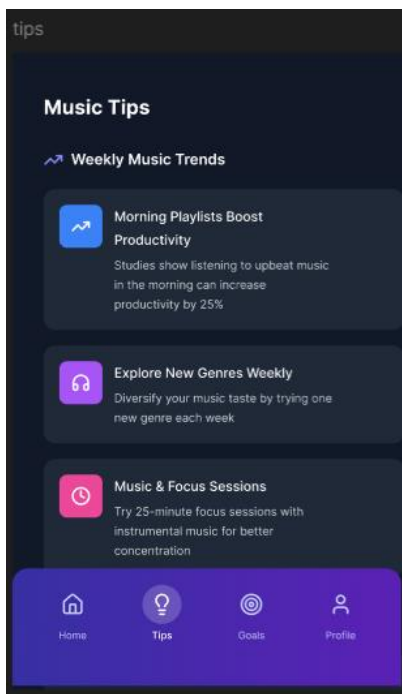 tips
Music Tips
Weekly Music Trends
Morning Playlists Boost
Productivity
Studies show listening to upbeat music
in the morning can increase
productivity by 25%
Explore New Genres Weekly
Diversify your music taste by trying one
new genre each week
Music & Focus Sessions
Try 25-minute focus sessions with
instrumental music for better
concentration
Home
Tips
Goals
Profile